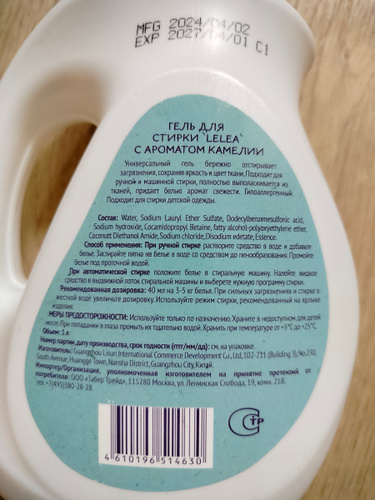 MFG 2024/04/02
EXP 2027/04/01 C1
ГЕЛЬ ДЛЯ
СТИРКИ "LELEA"
С АРОМАТОМ КАМЕЛИИ
Универсальный гель бережно отстирывает
загрязнения, сохраняя яркость и цвет ткани. Подходит для
ручной и машинной стирки, полностью выполаскивается из
тканей, придает белью аромат свежести. Гипоаллергенный.
Подходит для стирки детской одежды.
Состав: Water, Sodium Lauryl Ether Sulfate, Dodecylbenzenesulfonic acid,
Sodium hydroxide, Cocamidopropyl Betaine, fatty alcohol-polyoxyethylene ether,
Coconutt Diethanol Amide, Sodium chloride, Disodium edetate, Essence.
Способ применения: При ручной стирке растворите средство в воде и добавьте
белье. Застирайте пятна на белье в воде со средством до пенообразования. Промойте
белье под проточной водой.
При автоматической стирке положите белье в стиральную машину. Налейте жидкое
средство в выдвижной лоток стиральной машины и выберете нужную программу стирки.
Рекомендованная дозировка: 40 мл на 3-5 кг белья. При сильных загрязнениях и стирке в
жесткой воде увеличьте дозировку. Используйте режим стирки, рекомендованный на ярлыке
изделия.
МЕРЫ ПРЕДОСТОРОЖНОСТИ: Используйте только по назначению. Хранить в недоступном для детей
месте. При попадании в глаза промыть их тщательно водой. Хранить при температуре от +5°C до +25°C.
Объем: 1 л
Номер партии, дату производства, срок годности (гггг/мм/дд): см. на упаковке.
Изготовитель: Guangzhou Lisun International Commerce Development Co., Ltd, 102-211 (Building 1), No.230,
South Avenue, Huangge Town, Nansha District, Guangzhou City, Китай.
Импортер/Организация, уполномоченная изготовителем на принятие претензий от
потребителя: ООО «Табер Трейд», 115280 Москва, ул. Ленинская Слобода, 19, комн. 21В.
т.+7(495)580-28-28.
4 610196 514630
СГ ТР